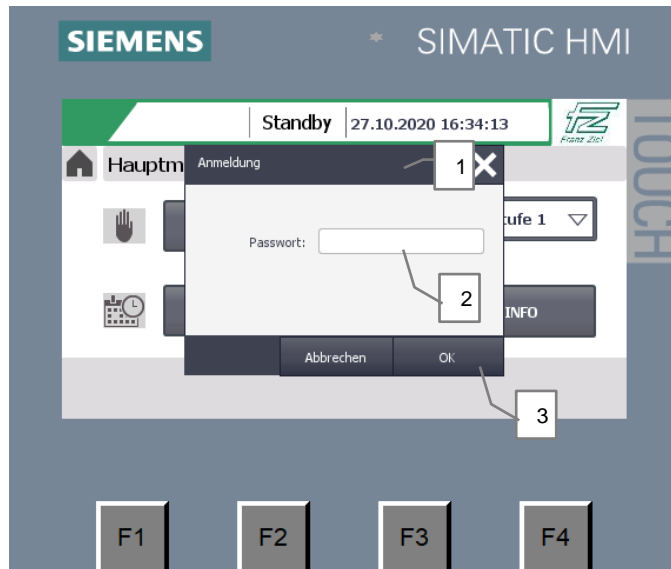 SIEMENS
SIMATIC HMI
TOUCH
Standby
27.10.2020 16:34:13
Franz Ziel
Hauptm
Anmeldung
1
tufe 1
Passwort:
2
INFO
Abbrechen
OK
3
F1
F2
F3
F4